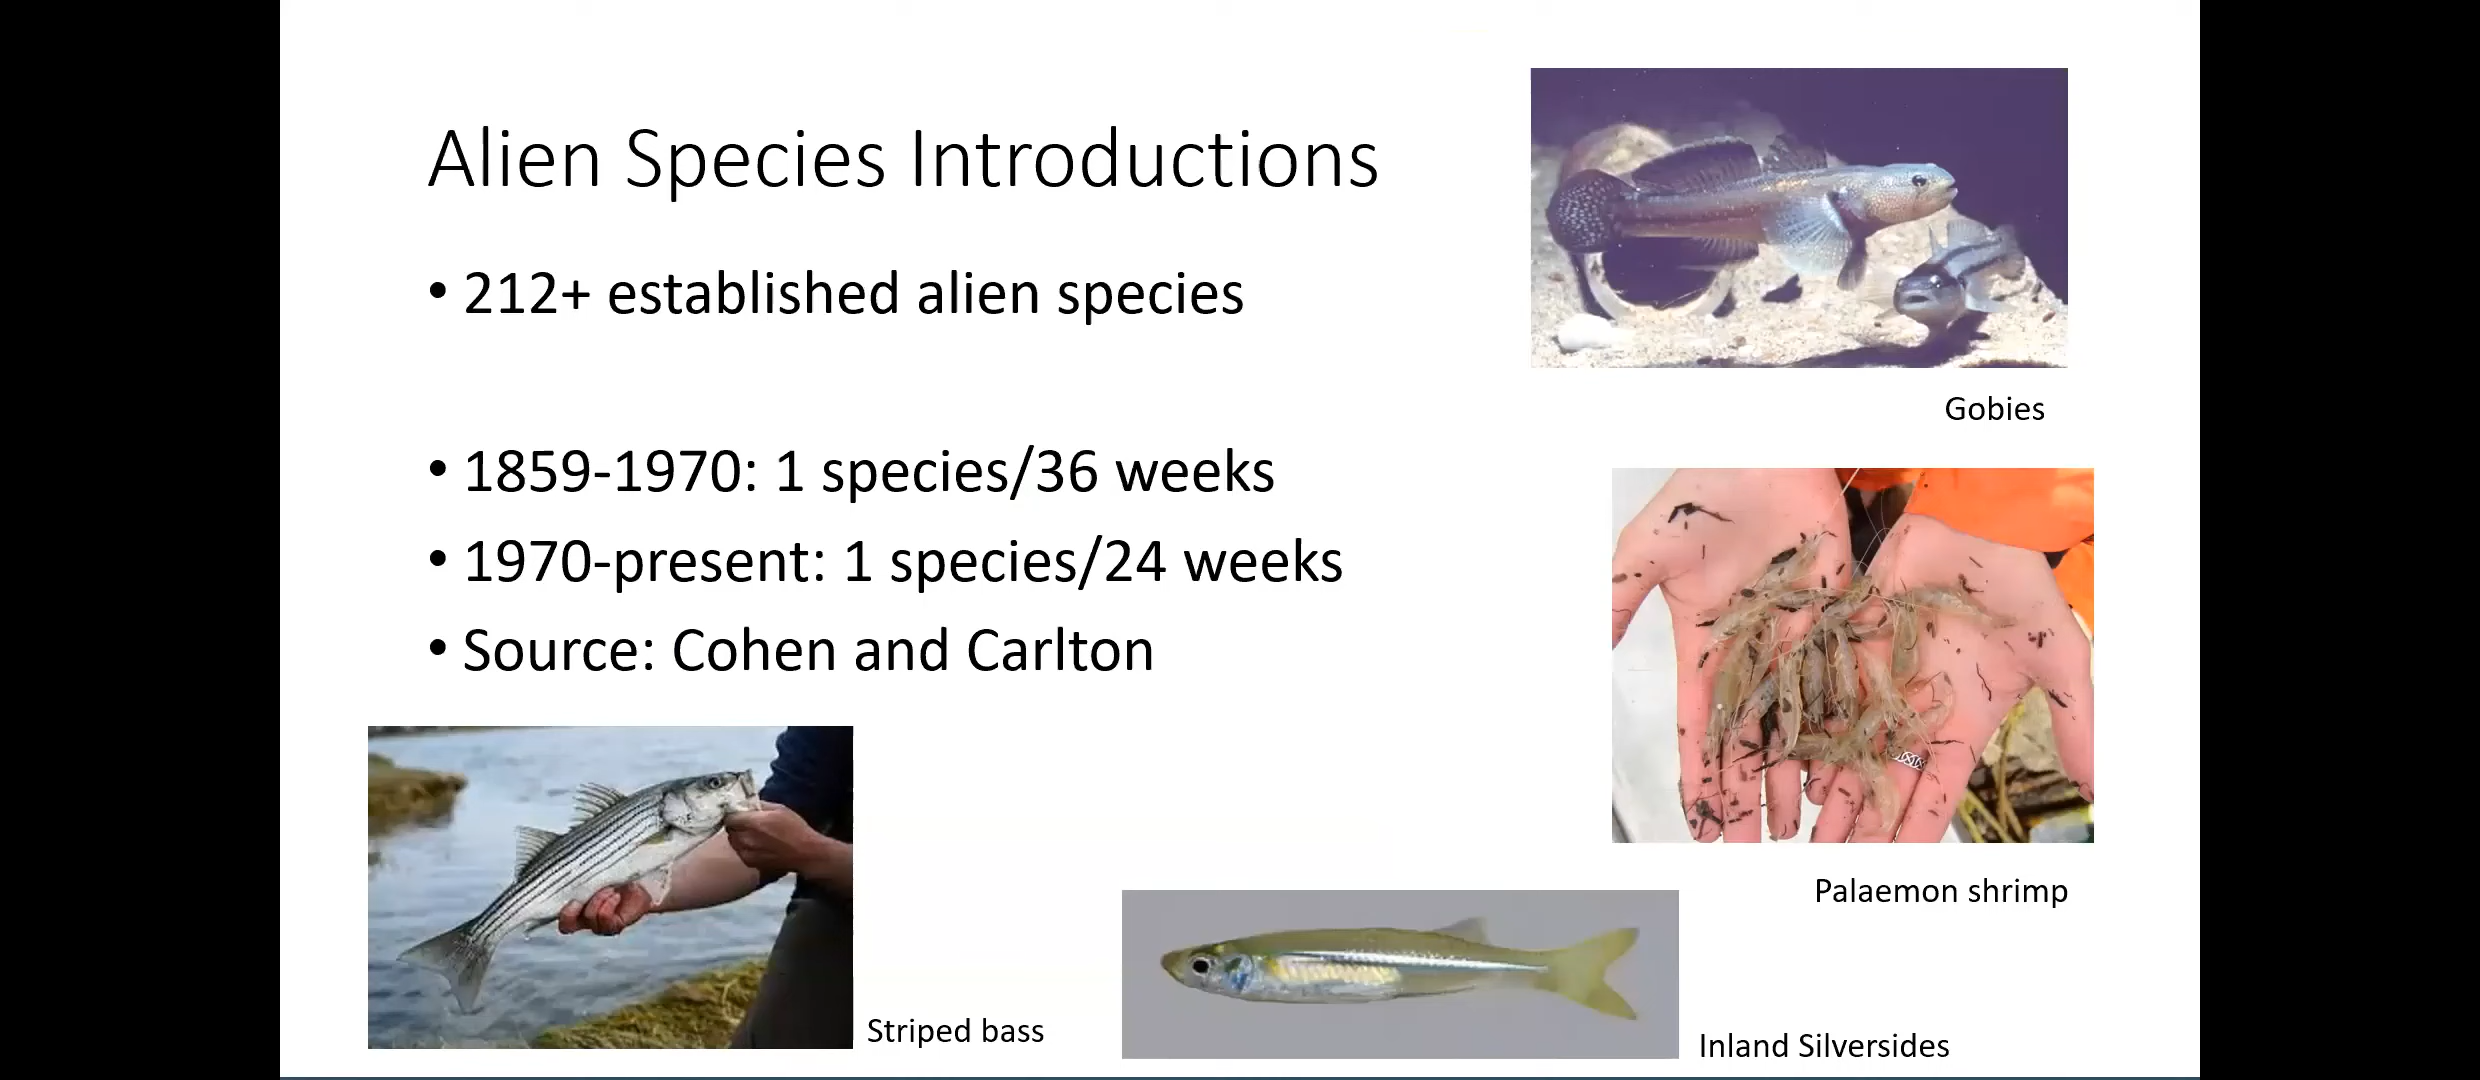 Alien Species Introductions
• 212+ established alien species
• 1859-1970: 1 species/36 weeks
• 1970-present: 1 species/24 weeks
• Source: Cohen and Carlton
Gobies
Palaemon shrimp
Striped bass
Inland Silversides